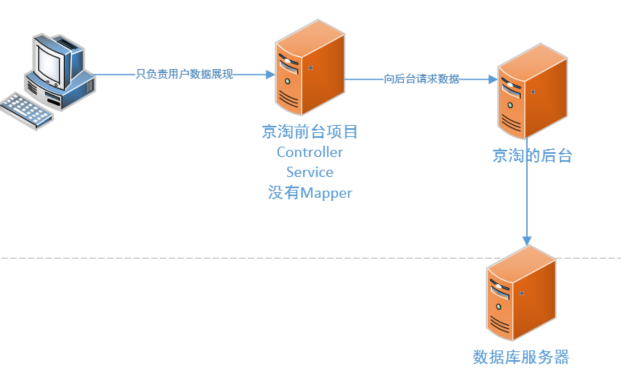 只负责用户数据展现
向后台请求数据
京淘前台项目
Controller
Service
没有Mapper
京淘的后台
数据库服务器